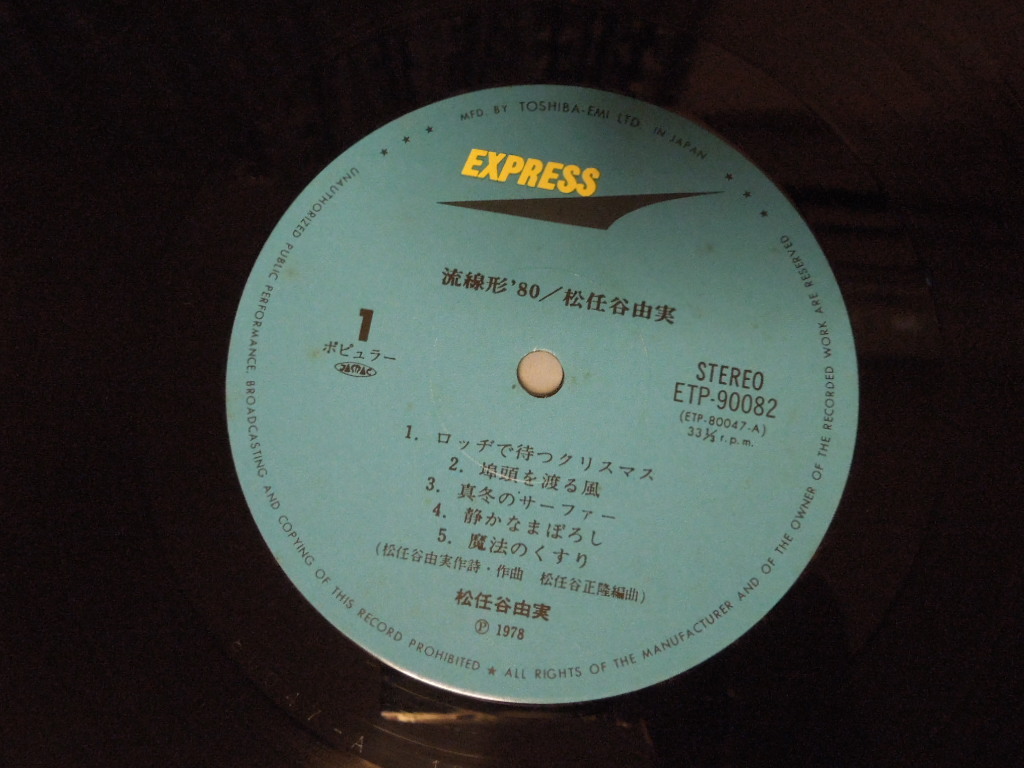 MFD. BY TOSHIBA-EMI LTD. IN JAPAN
EXPRESS
流線形'80/松任谷由実
1
ポピュラー
JASRAC
STEREO
ETP-90082
(ETP-80047-A)
33⅓ r.p.m.
1. ロッヂで待つクリスマス
2. 埠頭を渡る風
3. 真冬のサーファー
4. 静かなまぼろし
5. 魔法のくすり
(松任谷由実作詩・作曲 松任谷正隆編曲)
松任谷由実
Ⓟ 1978
UNAUTHORIZED PUBLIC PERFORMANCE, BROADCASTING AND COPYING OF THIS RECORD PROHIBITED ★ ALL RIGHTS OF THE MANUFACTURER AND OF THE OWNER OF THE RECORDED WORK ARE RESERVED
A